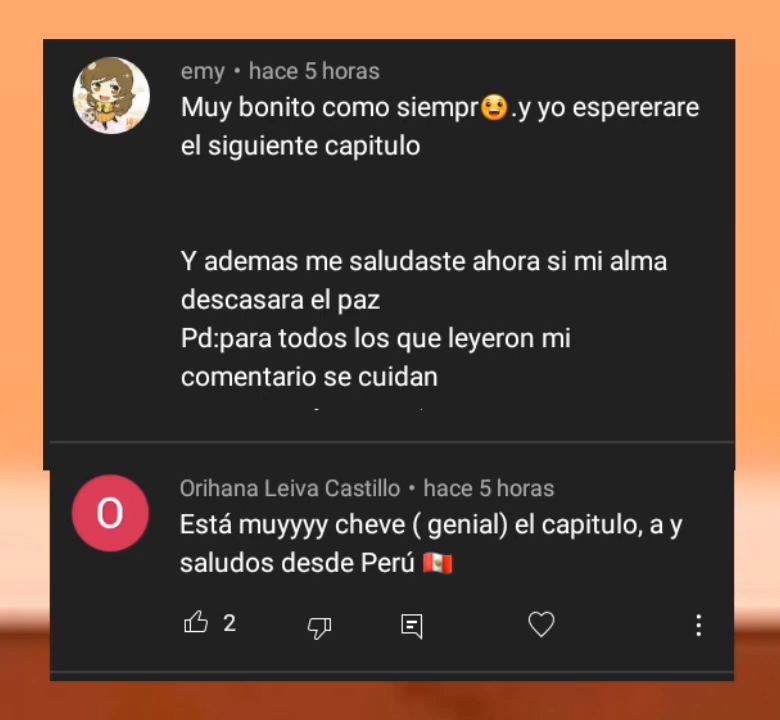 emy • hace 5 horas
Muy bonito como siempr😀.y yo espererare
el siguiente capitulo
Y ademas me saludaste ahora si mi alma
descasara el paz
Pd:para todos los que leyeron mi
comentario se cuidan
O
Orihana Leiva Castillo • hace 5 horas
Está muyyyy cheve ( genial) el capitulo, a y
saludos desde Perú 🇵🇪
2